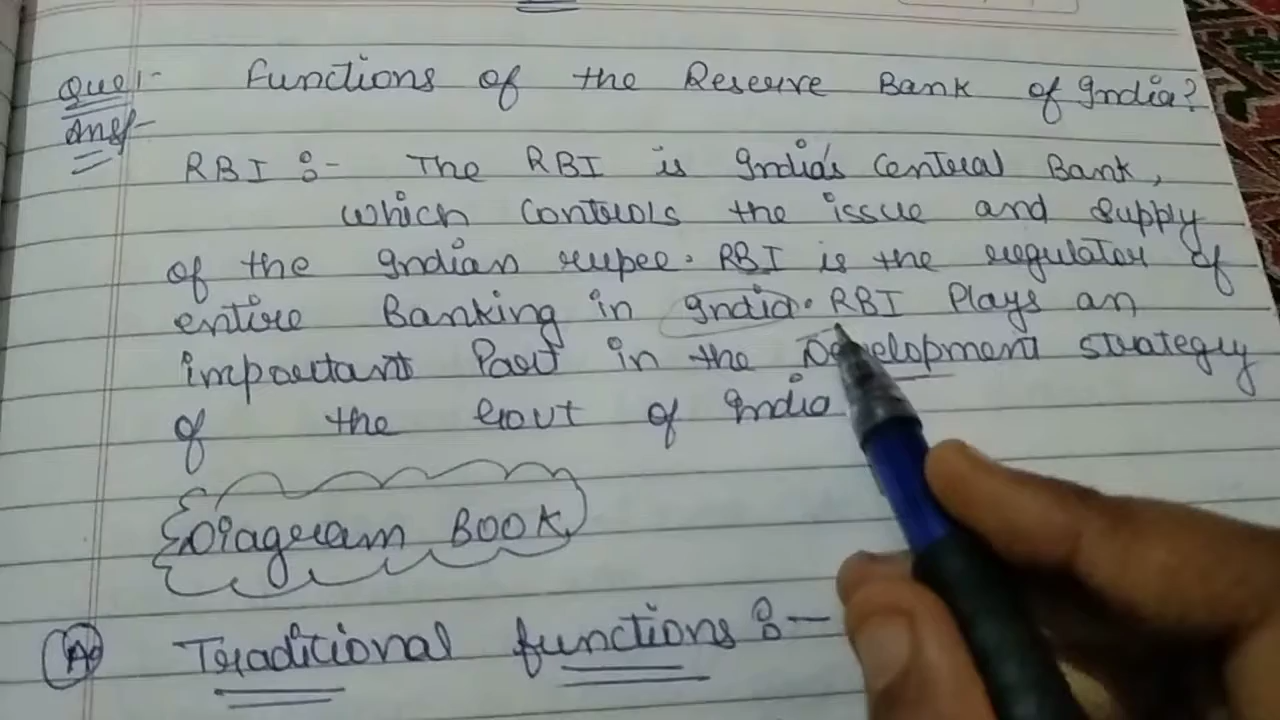 Que1:- Functions of the Reserve Bank of India?
Ans:-
RBI :- The RBI is India's Central Bank,
which controls the issue and supply
of the Indian rupee. RBI is the regulator of
entire Banking in India. RBI Plays an
important Part in the Development strategy
of the Govt of India
Diagram BOOK
(A) Traditional functions :-